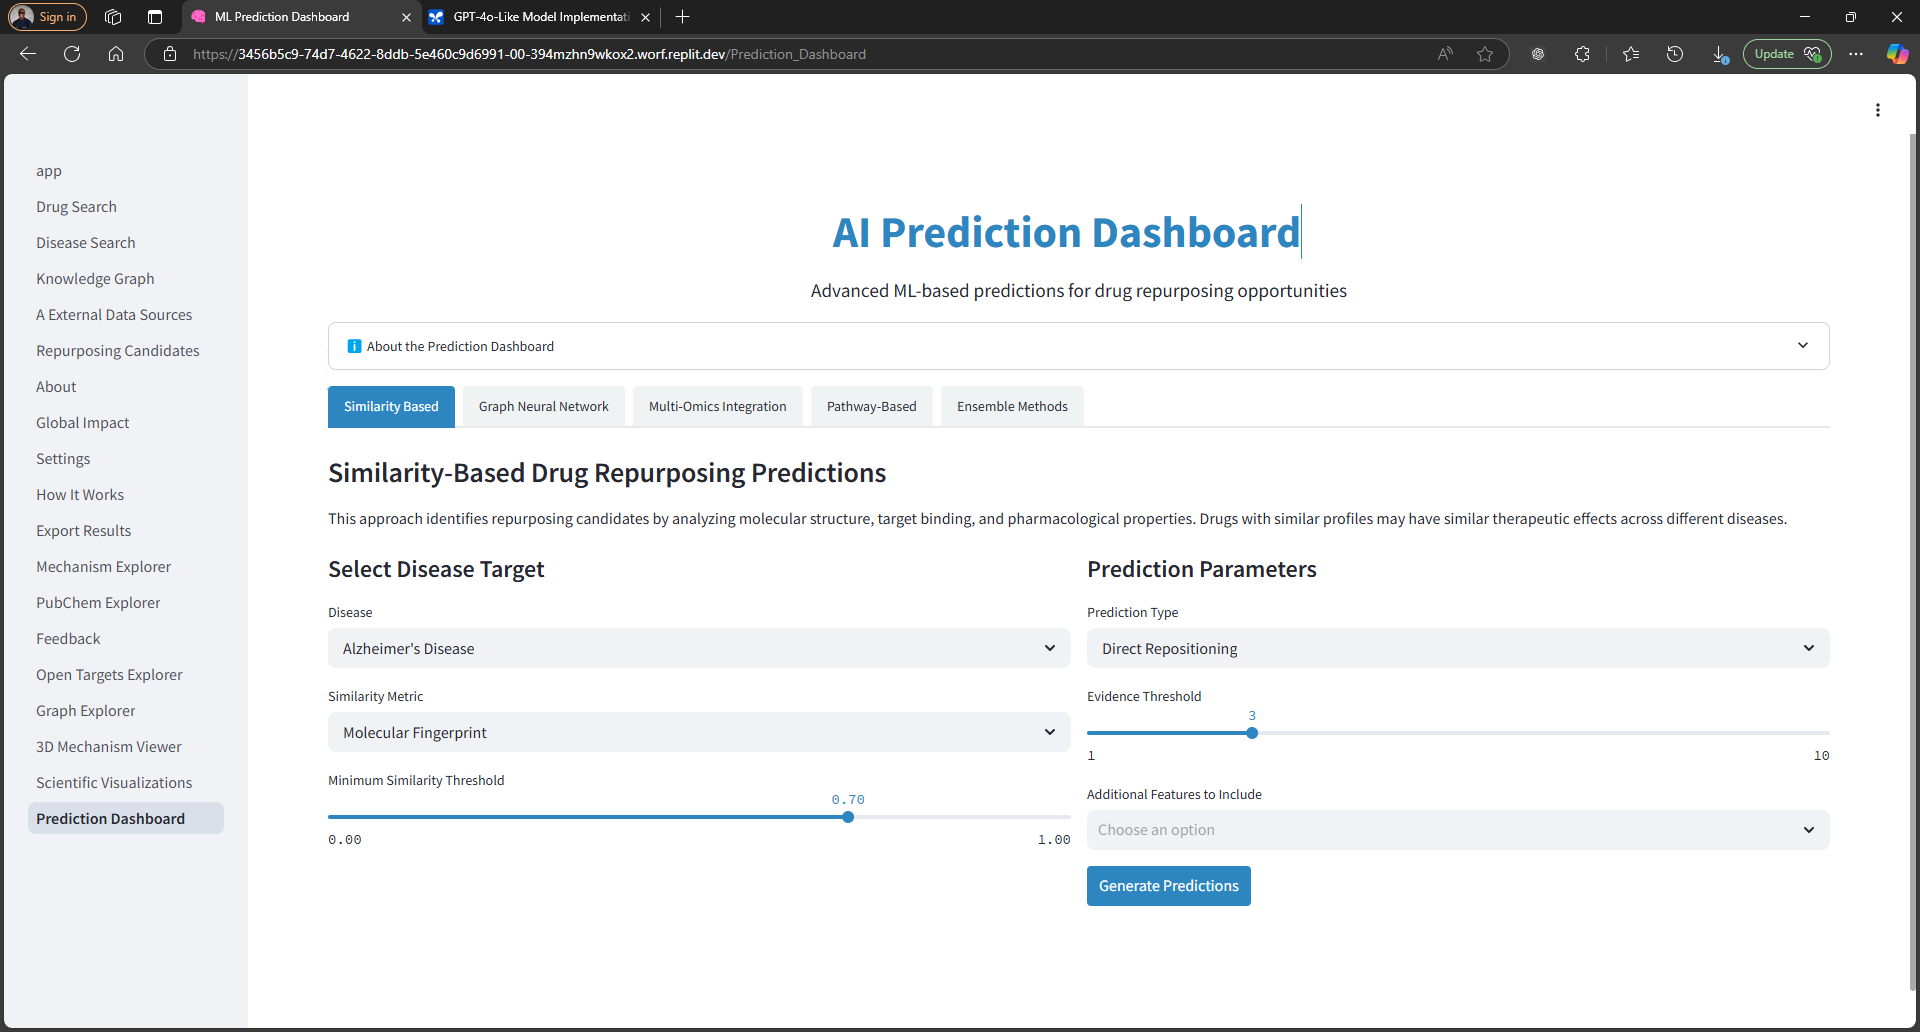 Sign in
ML Prediction Dashboard
GPT-4o-Like Model Implementati
https://3456b5c9-74d7-4622-8ddb-5e460c9d6991-00-394mzhn9wkox2.worf.replit.dev/Prediction_Dashboard
Update
app
Drug Search
Disease Search
Knowledge Graph
A External Data Sources
Repurposing Candidates
About
Global Impact
Settings
How It Works
Export Results
Mechanism Explorer
PubChem Explorer
Feedback
Open Targets Explorer
Graph Explorer
3D Mechanism Viewer
Scientific Visualizations
Prediction Dashboard
AI Prediction Dashboard
Advanced ML-based predictions for drug repurposing opportunities
About the Prediction Dashboard
Similarity Based
Graph Neural Network
Multi-Omics Integration
Pathway-Based
Ensemble Methods
Similarity-Based Drug Repurposing Predictions
This approach identifies repurposing candidates by analyzing molecular structure, target binding, and pharmacological properties. Drugs with similar profiles may have similar therapeutic effects across different diseases.
Select Disease Target
Disease
Alzheimer's Disease
Similarity Metric
Molecular Fingerprint
Minimum Similarity Threshold
0.70
0.00
1.00
Prediction Parameters
Prediction Type
Direct Repositioning
Evidence Threshold
3
1
10
Additional Features to Include
Choose an option
Generate Predictions